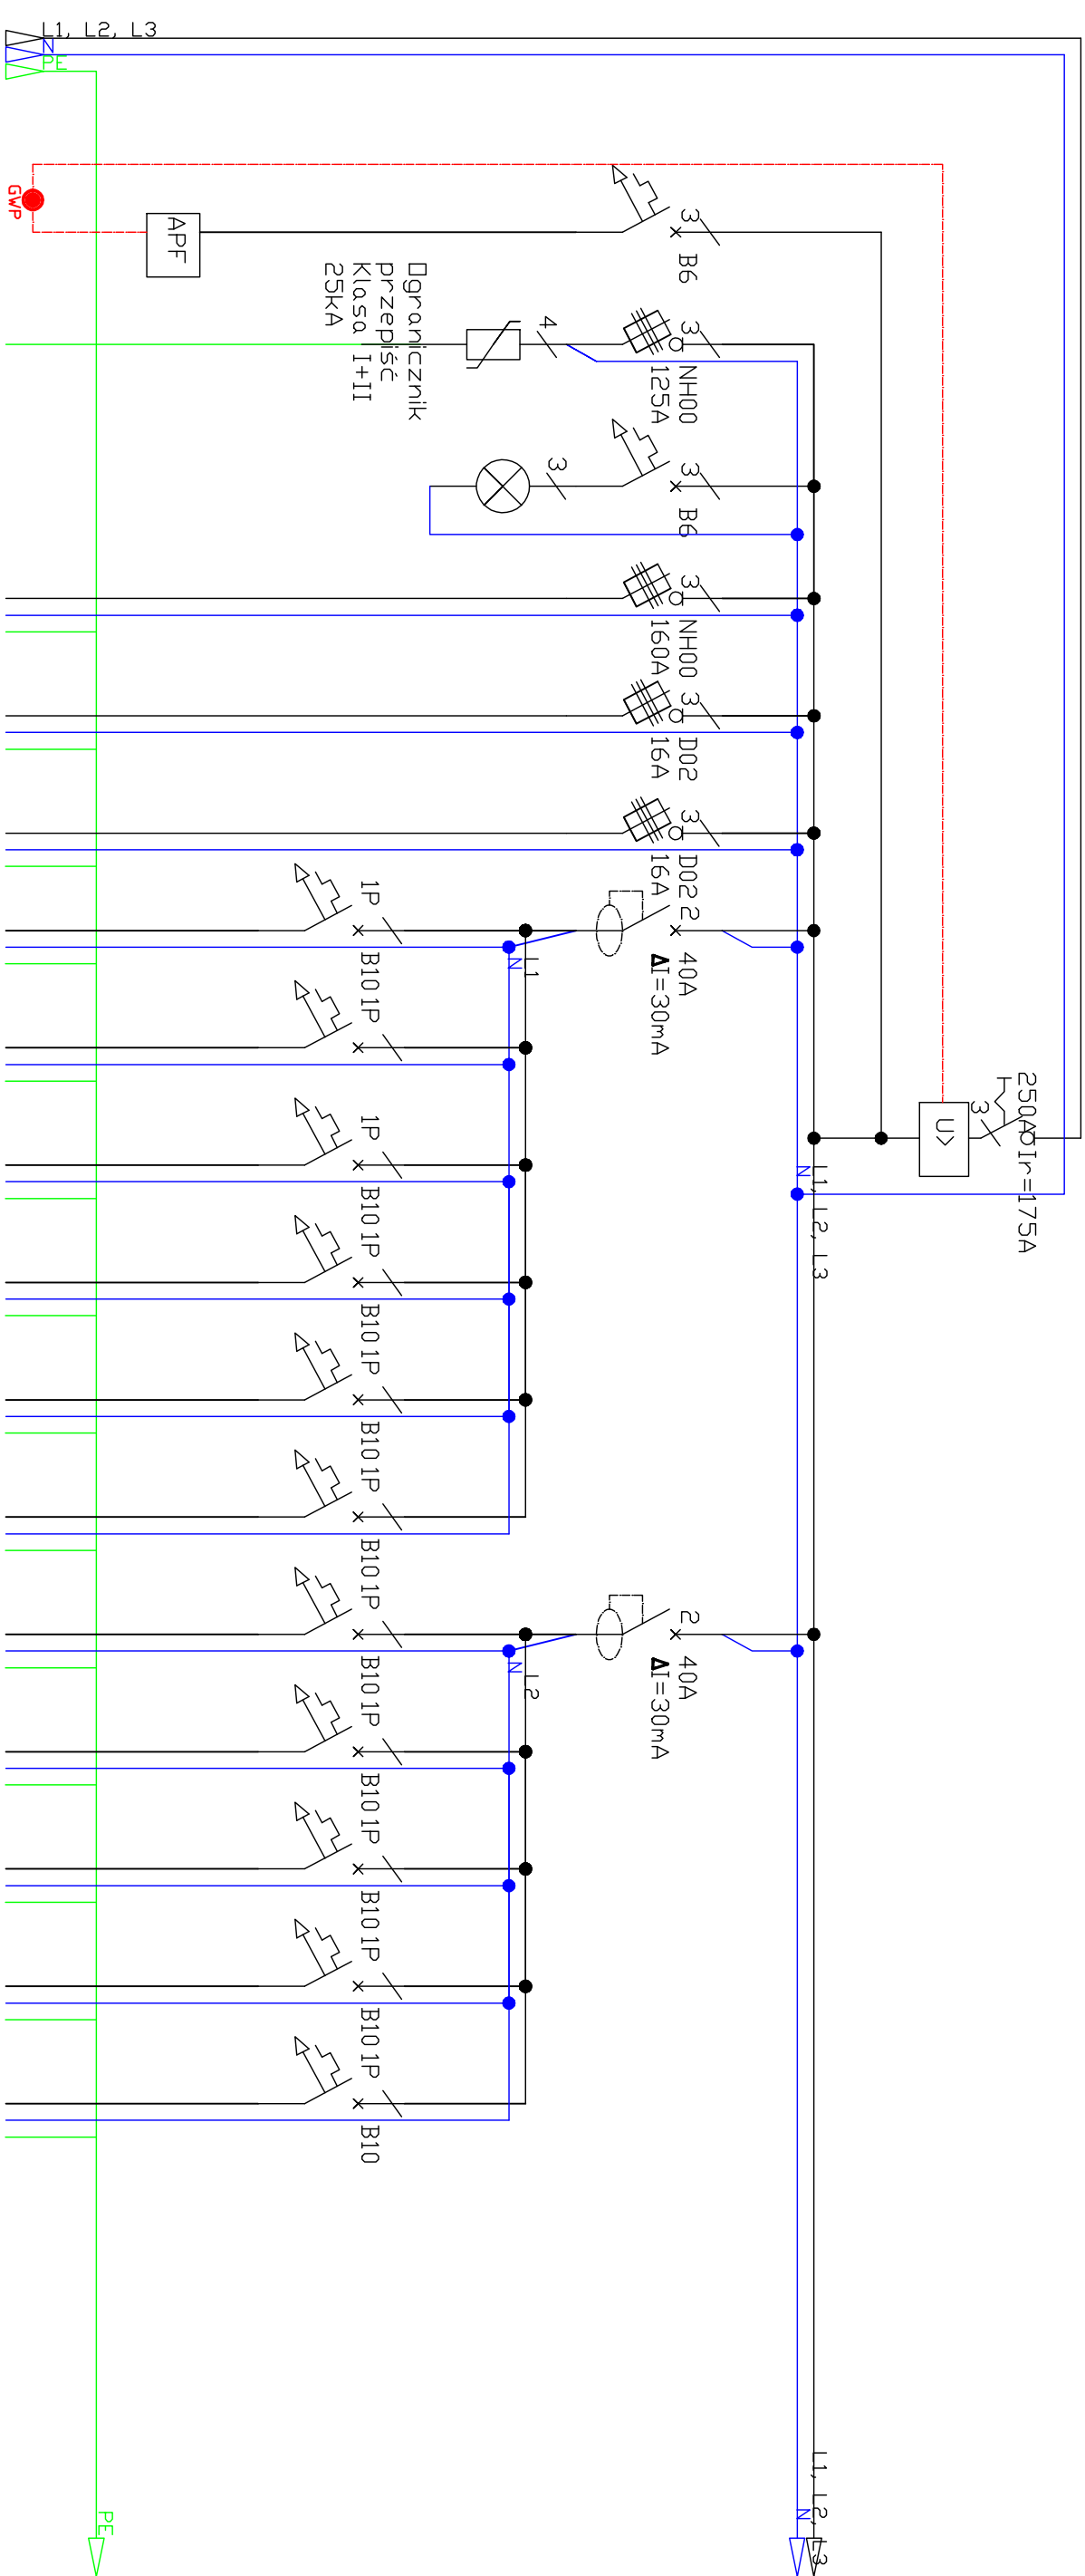 L1, L2, L3
N
PE
GWP
APF
3
B6
Ogranicznik
przepięć
Klasa I+II
25kA
4
3
NH00
125A
3
3
B6
3
NH00
160A
3
D02
16A
3
D02
16A
2
40A
ΔI=30mA
L1
N
1P
B10
1P
B10
1P
B10
1P
B10
1P
B10
1P
B10
250A Ir=175A
3
U>
L1, L2, L3
N
2
40A
ΔI=30mA
L2
N
1P
B10
1P
B10
1P
B10
1P
B10
1P
B10
L1, L2, L3
N
PE